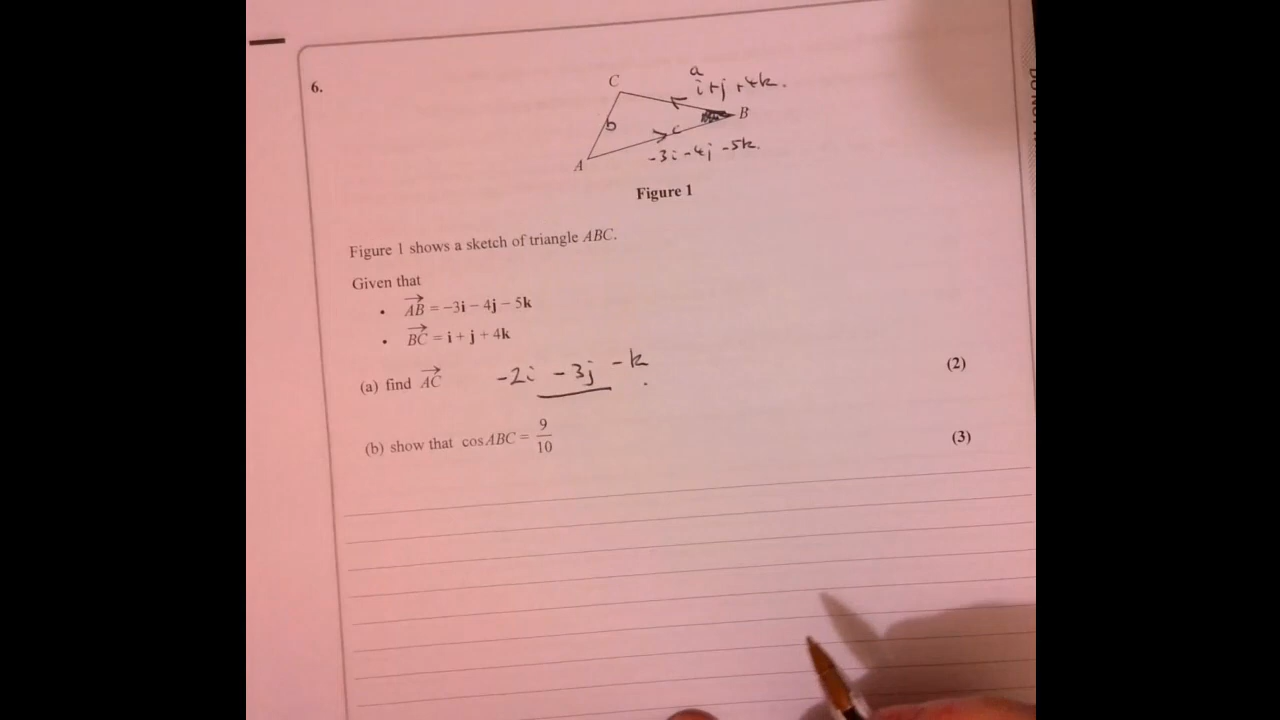 6.
C
a
i+j+4k.
b
B
c
A
-3i-4j-5k.
Figure 1
Figure 1 shows a sketch of triangle ABC.
Given that
• AB⃗ = −3i − 4j − 5k
• BC⃗ = i + j + 4k
(a) find AC⃗ -2i -3j -k.
(2)
(b) show that cos ABC = 9/10
(3)